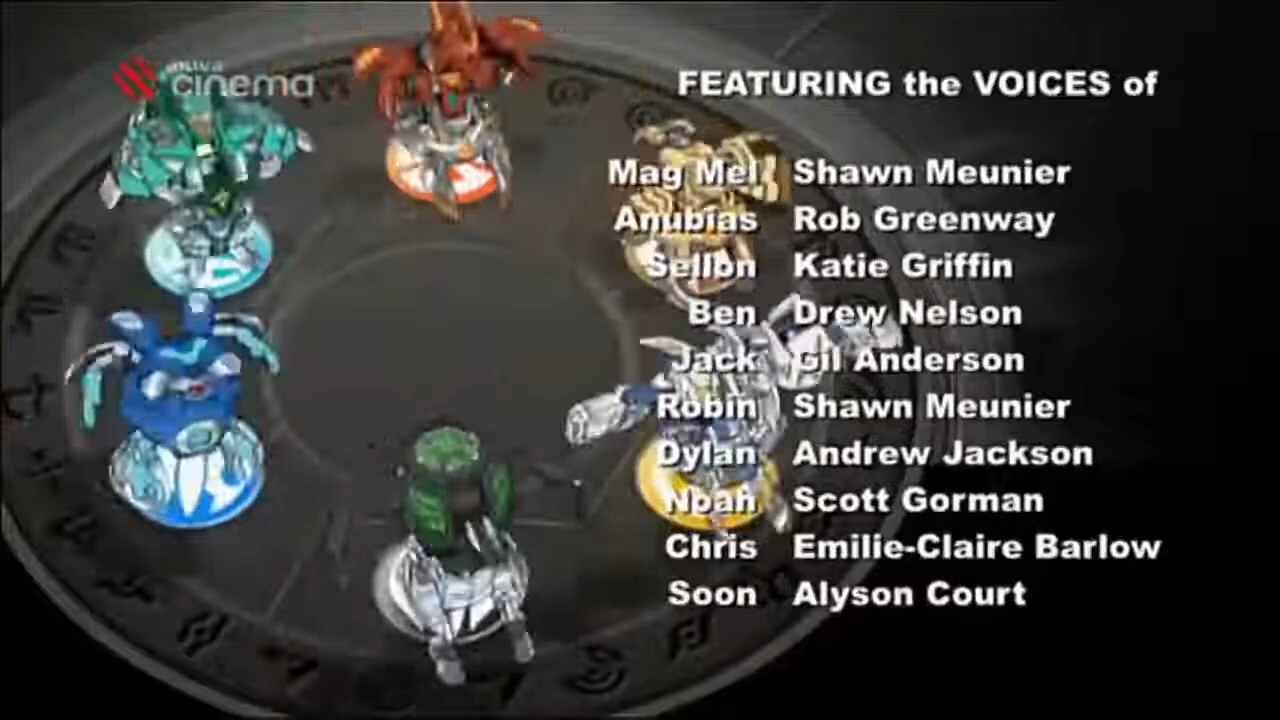 nova
cinema
FEATURING the VOICES of
Mag Mel Shawn Meunier
Anubias Rob Greenway
Sellon Katie Griffin
Ben Drew Nelson
Jack Gil Anderson
Robin Shawn Meunier
Dylan Andrew Jackson
Noah Scott Gorman
Chris Emilie-Claire Barlow
Soon Alyson Court